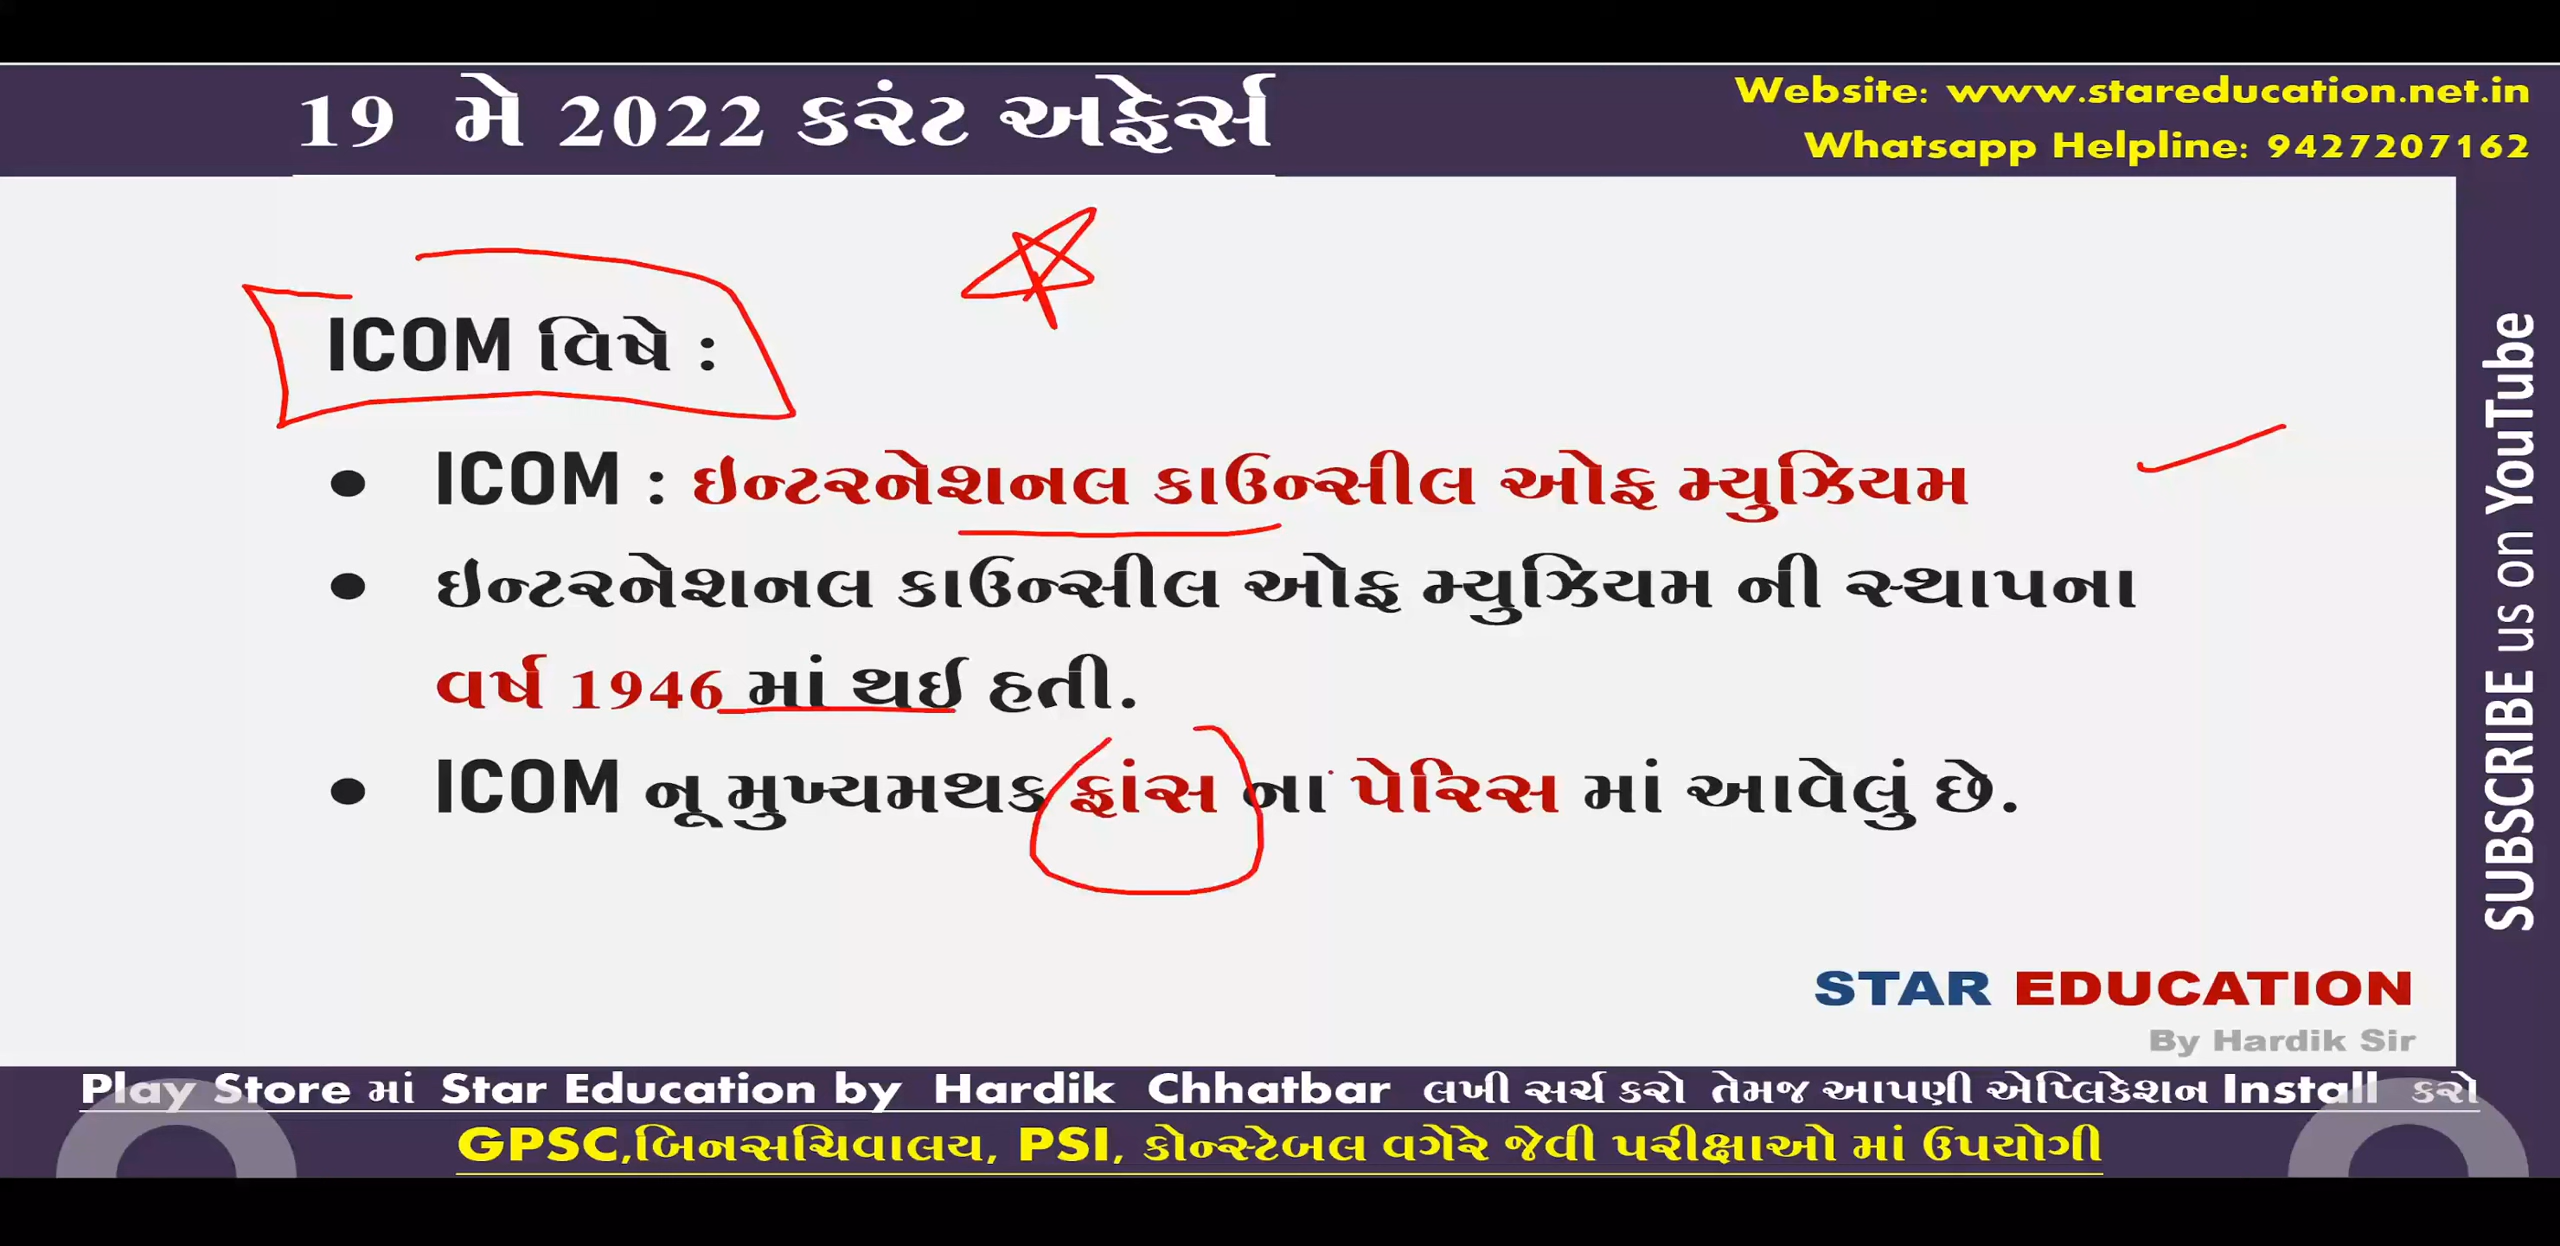 19 મે 2022 કરંટ અફેર્સ
Website: www.stareducation.net.in
Whatsapp Helpline: 9427207162
ICOM વિષે :
• ICOM : ઇન્ટરનેશનલ કાઉન્સીલ ઓફ મ્યુઝિયમ
• ઇન્ટરનેશનલ કાઉન્સીલ ઓફ મ્યુઝિયમ ની સ્થાપના
વર્ષ 1946 માં થઈ હતી.
• ICOM નૂ મુખ્યમથક ફ્રાંસ ના પેરિસ માં આવેલું છે.
SUBSCRIBE us on YouTube
STAR EDUCATION
By Hardik Sir
Play Store માં Star Education by Hardik Chhatbar લખી સર્ચ કરો તેમજ આપણી એપ્લિકેશન Install કરો
GPSC,બિનસચિવાલય, PSI, કોન્સ્ટેબલ વગેરે જેવી પરીક્ષાઓ માં ઉપયોગી